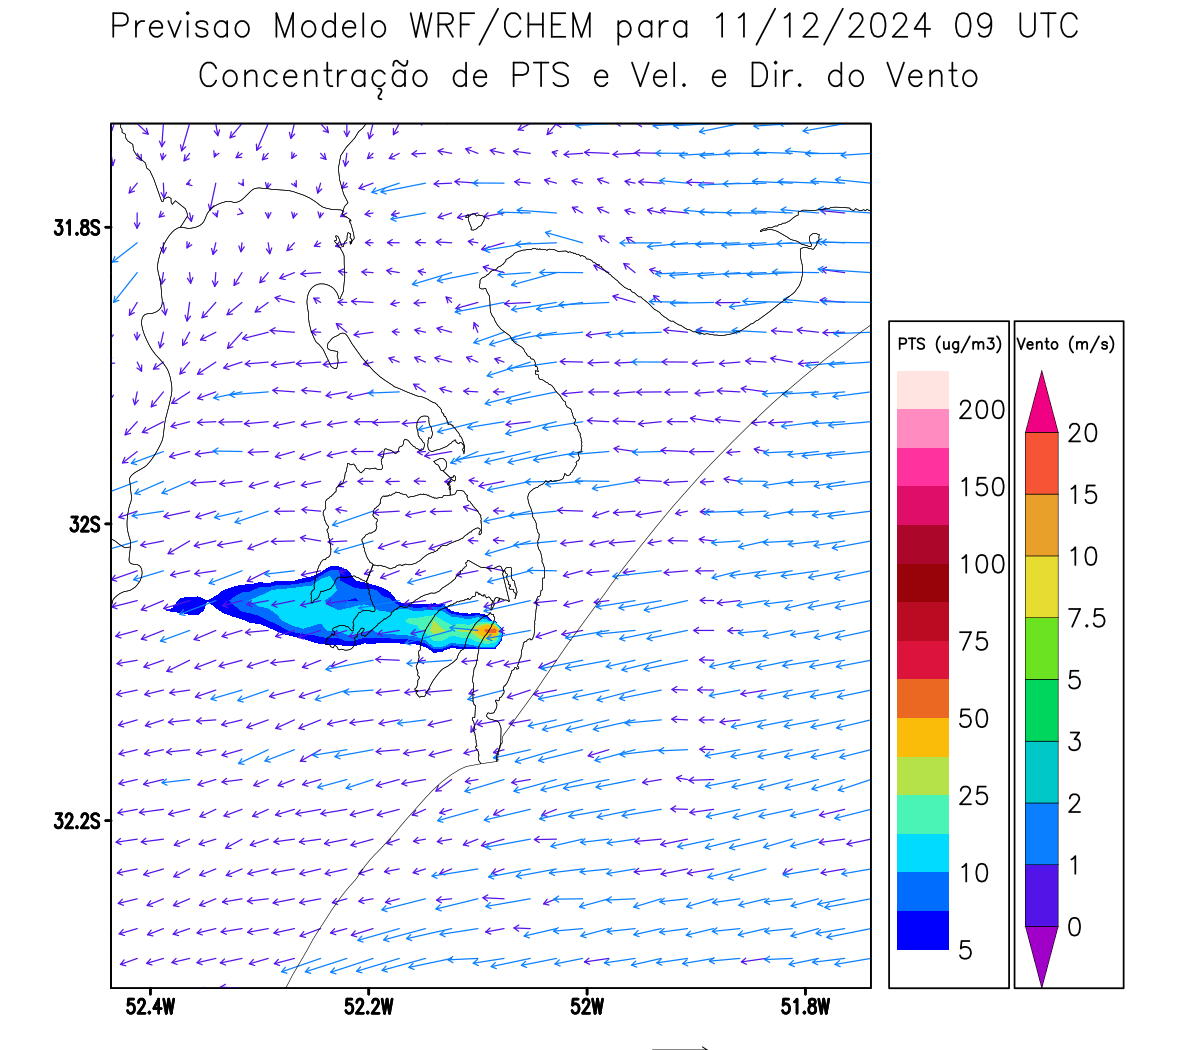 Previsao Modelo WRF/CHEM para 11/12/2024 09 UTC
Concentração de PTS e Vel. e Dir. do Vento
31.8S
32S
32.2S
52.4W 52.2W 52W 51.8W
PTS (ug/m3)
200
150
100
75
50
25
10
5
Vento (m/s)
20
15
10
7.5
5
3
2
1
0